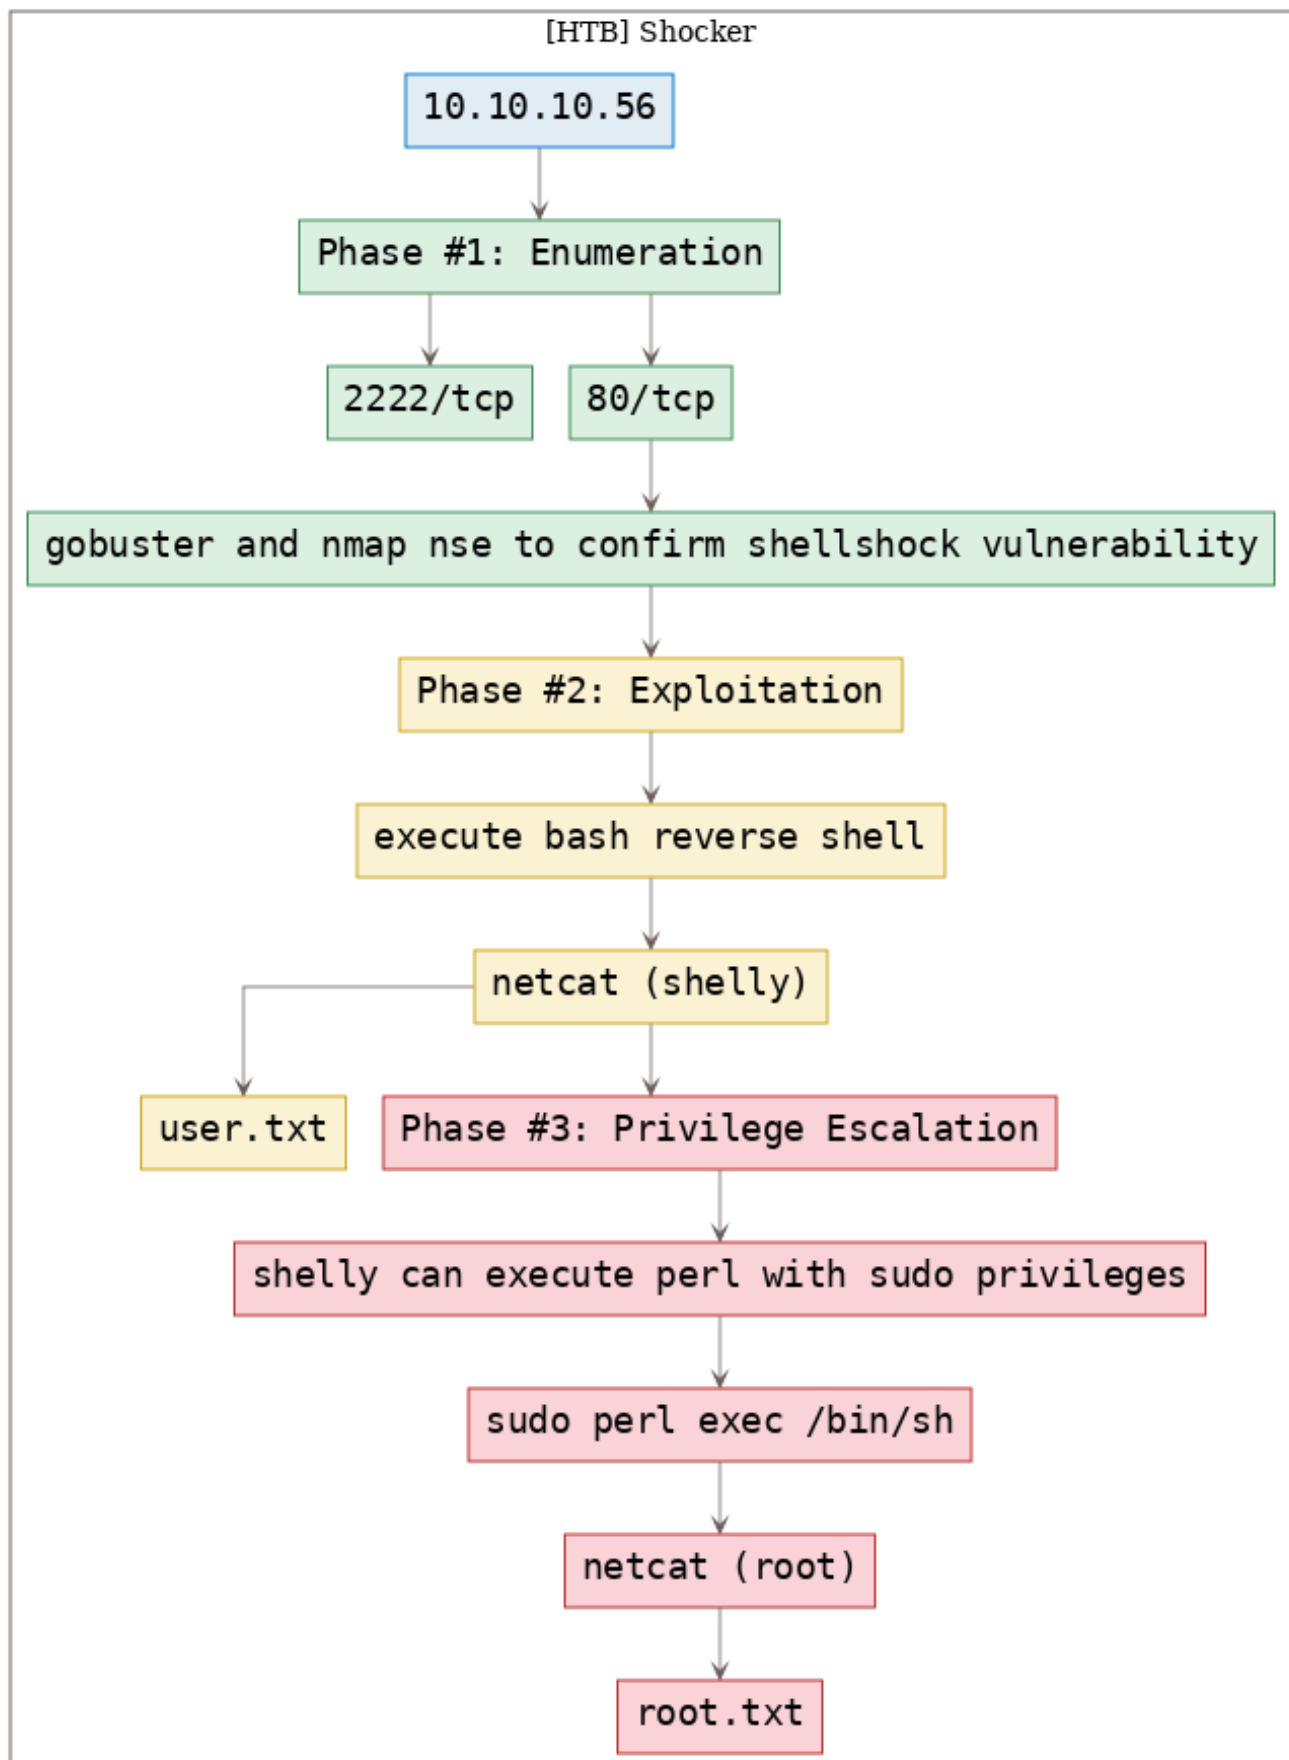 [HTB] Shocker
10.10.10.56
Phase #1: Enumeration
2222/tcp
80/tcp
gobuster and nmap nse to confirm shellshock vulnerability
Phase #2: Exploitation
execute bash reverse shell
netcat (shelly)
user.txt
Phase #3: Privilege Escalation
shelly can execute perl with sudo privileges
sudo perl exec /bin/sh
netcat (root)
root.txt